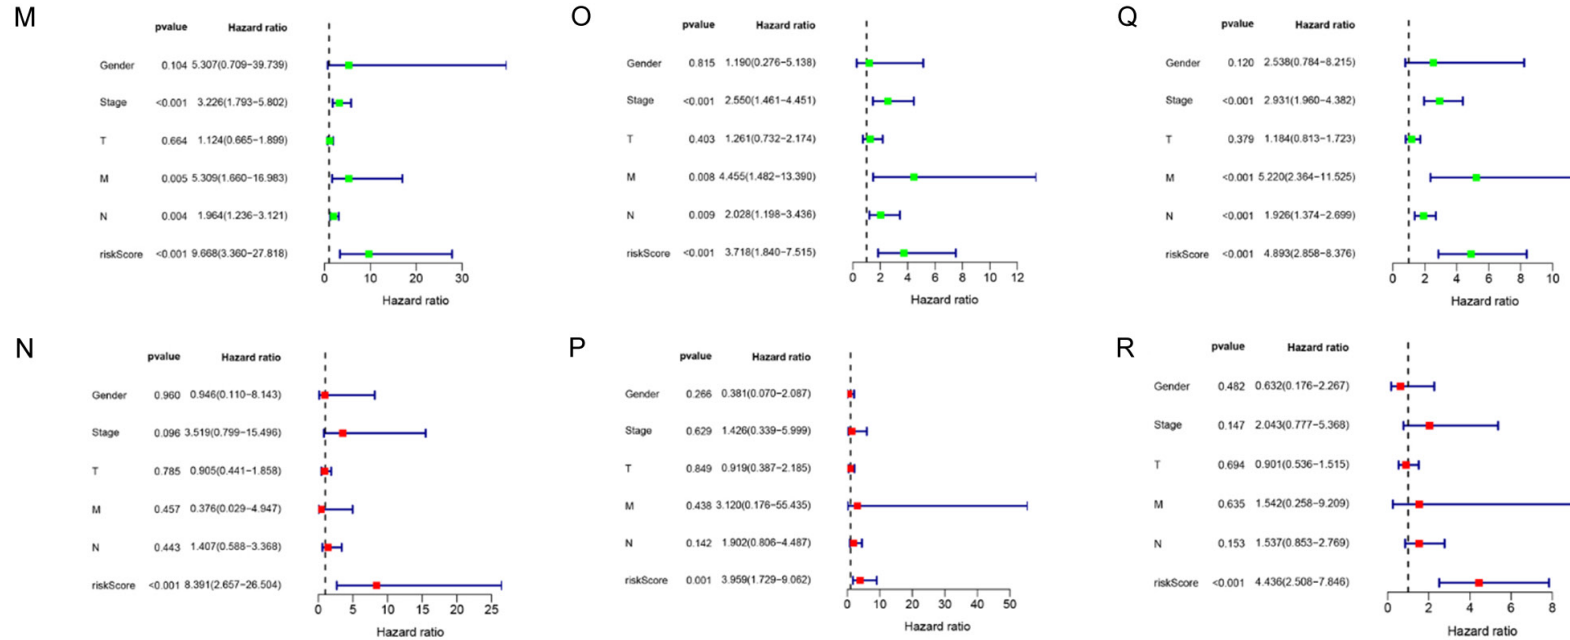 M
pvalue Hazard ratio
Gender 0.104 5.307(0.709−39.739)
Stage <0.001 3.226(1.793−5.802)
T 0.664 1.124(0.665−1.899)
M 0.005 5.309(1.660−16.983)
N 0.004 1.964(1.236−3.121)
riskScore <0.001 9.668(3.360−27.818)
0 10 20 30
Hazard ratio
O
pvalue Hazard ratio
Gender 0.815 1.190(0.276−5.138)
Stage <0.001 2.550(1.461−4.451)
T 0.403 1.261(0.732−2.174)
M 0.008 4.455(1.482−13.390)
N 0.009 2.028(1.198−3.436)
riskScore <0.001 3.718(1.840−7.515)
0 2 4 6 8 10 12
Hazard ratio
Q
pvalue Hazard ratio
Gender 0.120 2.538(0.784−8.215)
Stage <0.001 2.931(1.960−4.382)
T 0.379 1.184(0.813−1.723)
M <0.001 5.220(2.364−11.525)
N <0.001 1.926(1.374−2.699)
riskScore <0.001 4.893(2.858−8.376)
0 2 4 6 8 10
Hazard ratio
N
pvalue Hazard ratio
Gender 0.960 0.946(0.110−8.143)
Stage 0.096 3.519(0.799−15.496)
T 0.785 0.905(0.441−1.858)
M 0.457 0.376(0.029−4.947)
N 0.443 1.407(0.588−3.368)
riskScore <0.001 8.391(2.657−26.504)
0 5 10 15 20 25
Hazard ratio
P
pvalue Hazard ratio
Gender 0.266 0.381(0.070−2.087)
Stage 0.629 1.426(0.339−5.999)
T 0.849 0.919(0.387−2.185)
M 0.438 3.120(0.176−55.435)
N 0.142 1.902(0.806−4.487)
riskScore 0.001 3.959(1.729−9.062)
0 10 20 30 40 50
Hazard ratio
R
pvalue Hazard ratio
Gender 0.482 0.632(0.176−2.267)
Stage 0.147 2.043(0.777−5.368)
T 0.694 0.901(0.536−1.515)
M 0.635 1.542(0.258−9.209)
N 0.153 1.537(0.853−2.769)
riskScore <0.001 4.436(2.508−7.846)
0 2 4 6 8
Hazard ratio